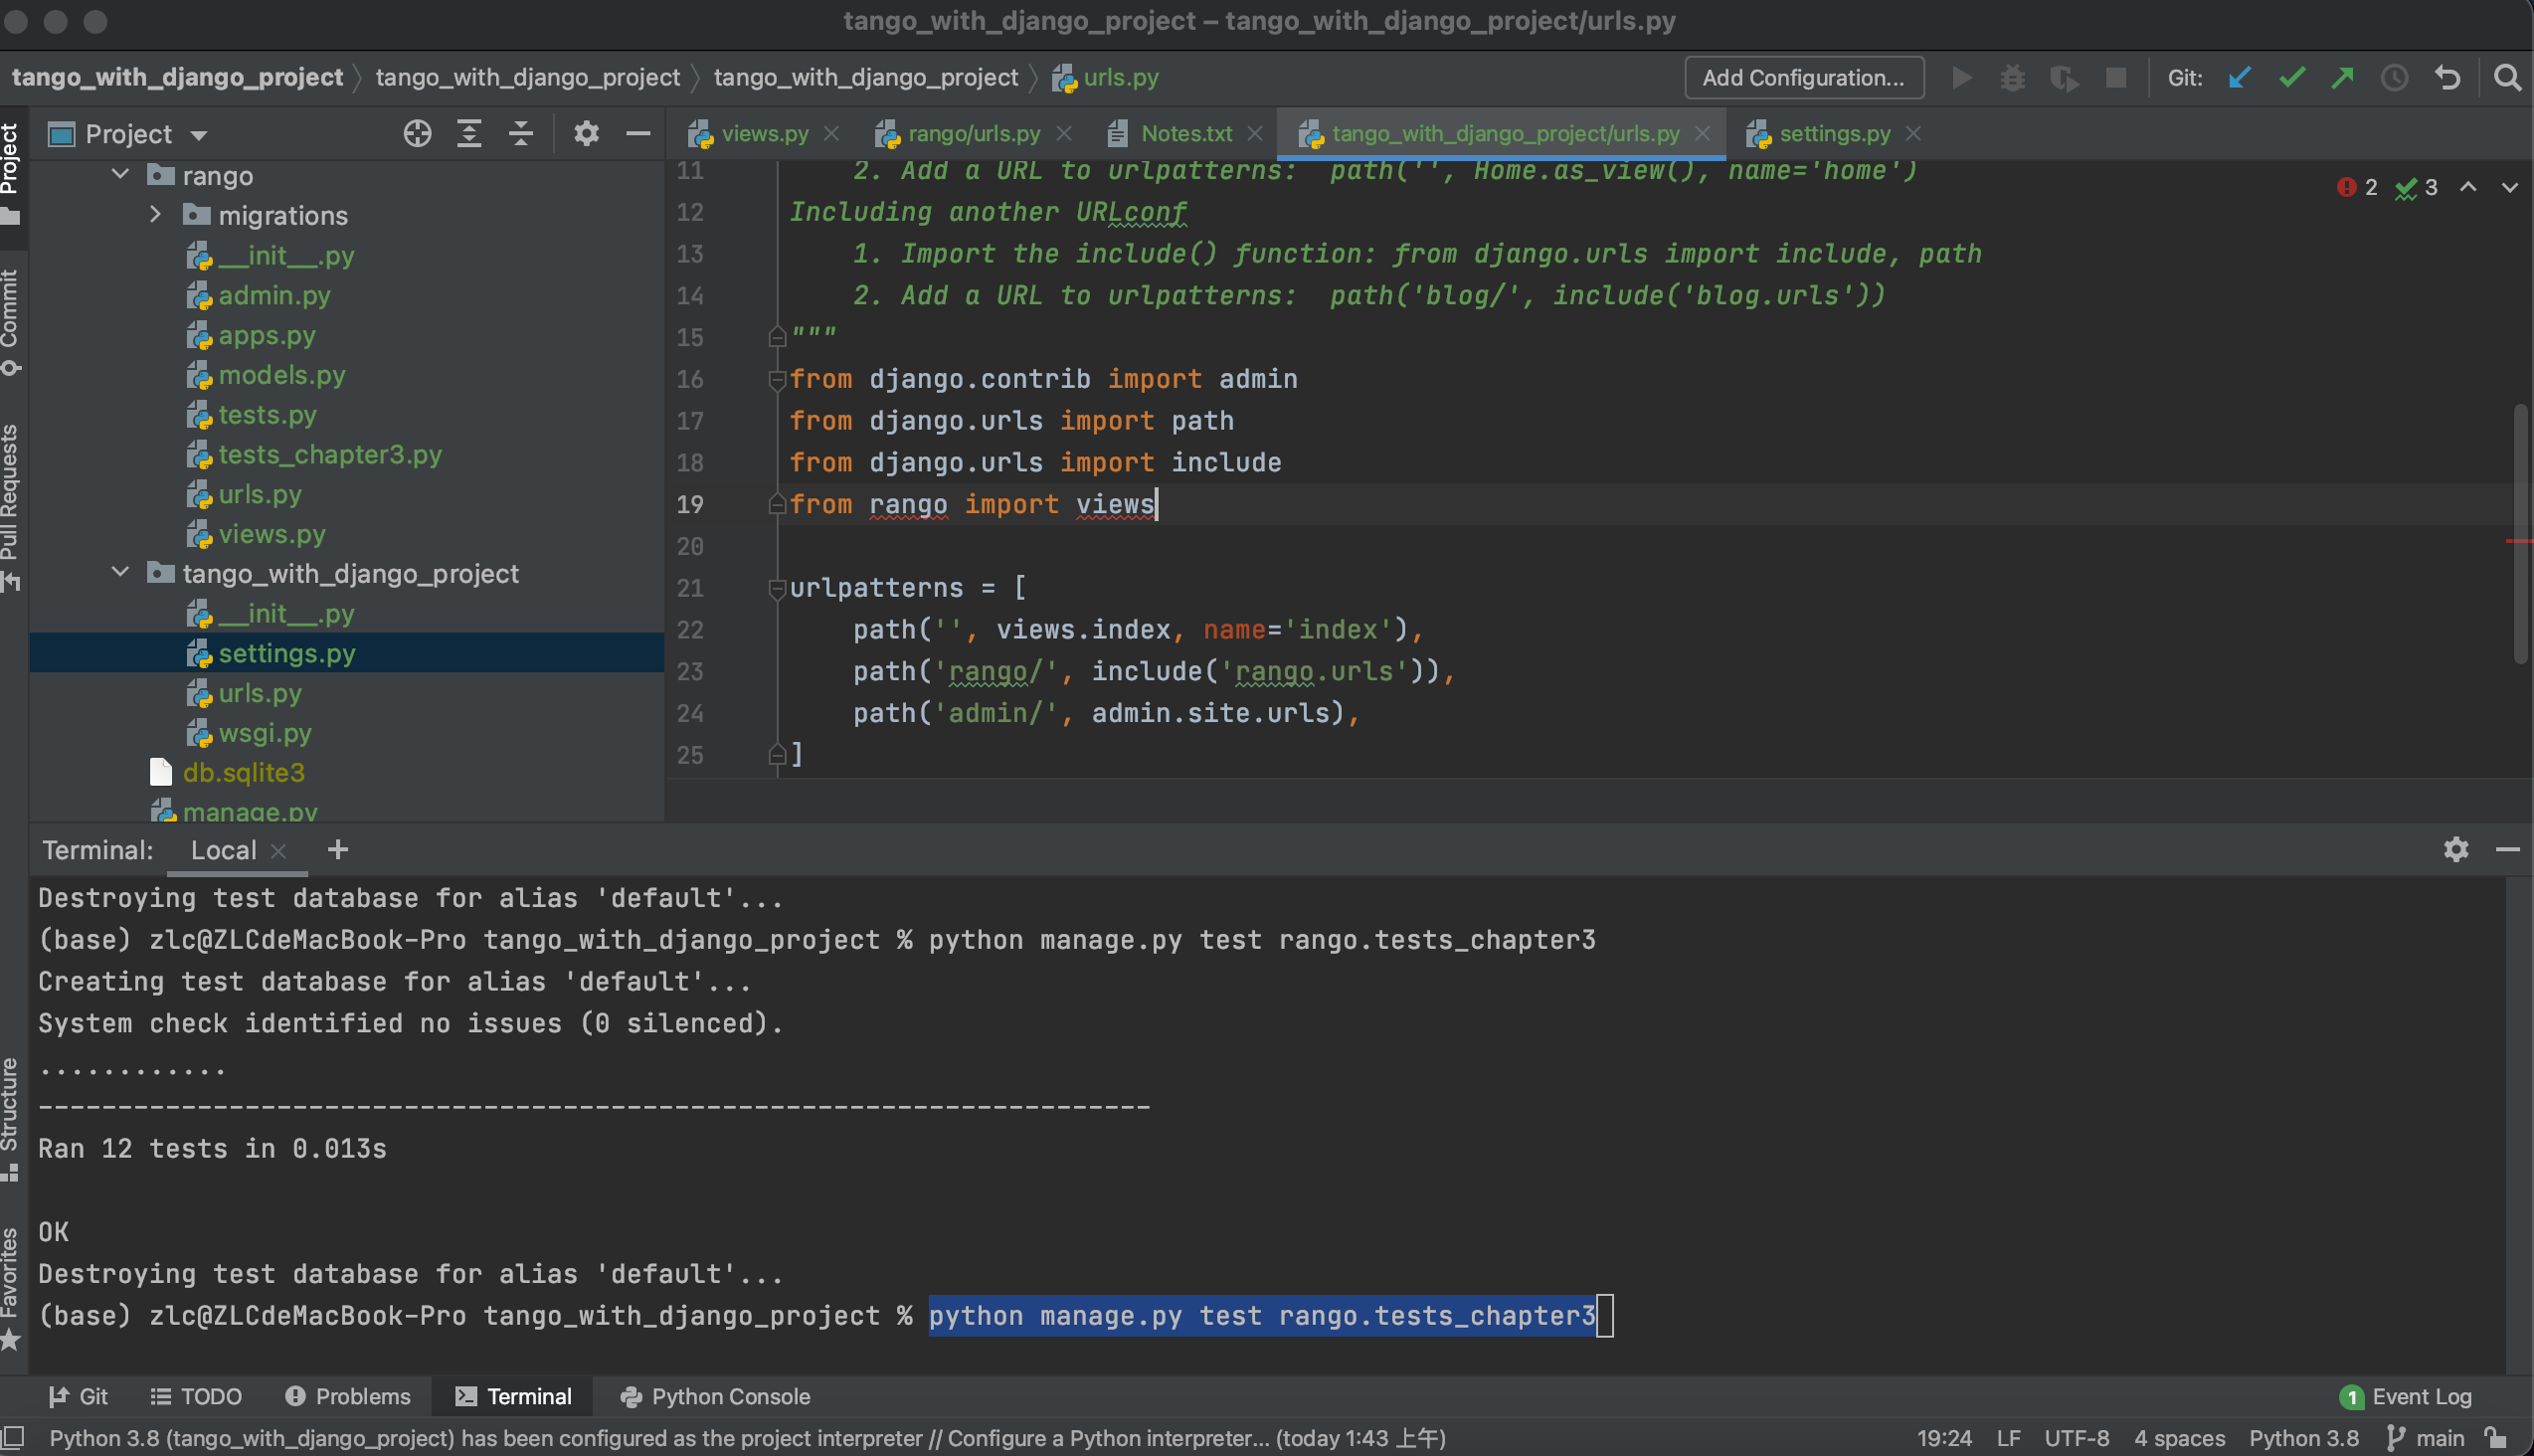 tango_with_django_project – tango_with_django_project/urls.py
tango_with_django_project tango_with_django_project tango_with_django_project urls.py Add Configuration... Git:
Project
views.py rango/urls.py Notes.txt tango_with_django_project/urls.py settings.py
Project
Commit
Pull Requests
Structure
Favorites
rango
migrations
__init__.py
admin.py
apps.py
models.py
tests.py
tests_chapter3.py
urls.py
views.py
tango_with_django_project
__init__.py
settings.py
urls.py
wsgi.py
db.sqlite3
manage.py
2 3
11 2. Add a URL to urlpatterns:  path('', Home.as_view(), name='home')
12 Including another URLconf
13 1. Import the include() function: from django.urls import include, path
14 2. Add a URL to urlpatterns:  path('blog/', include('blog.urls'))
15 """
16 from django.contrib import admin
17 from django.urls import path
18 from django.urls import include
19 from rango import views
20
21 urlpatterns = [
22 path('', views.index, name='index'),
23 path('rango/', include('rango.urls')),
24 path('admin/', admin.site.urls),
25 ]
Terminal: Local
Destroying test database for alias 'default'...
(base) zlc@ZLCdeMacBook-Pro tango_with_django_project % python manage.py test rango.tests_chapter3
Creating test database for alias 'default'...
System check identified no issues (0 silenced).
............
----------------------------------------------------------------------
Ran 12 tests in 0.013s
OK
Destroying test database for alias 'default'...
(base) zlc@ZLCdeMacBook-Pro tango_with_django_project % python manage.py test rango.tests_chapter3
Git TODO Problems Terminal Python Console 1 Event Log
Python 3.8 (tango_with_django_project) has been configured as the project interpreter // Configure a Python interpreter... (today 1:43 上午) 19:24 LF UTF-8 4 spaces Python 3.8 main